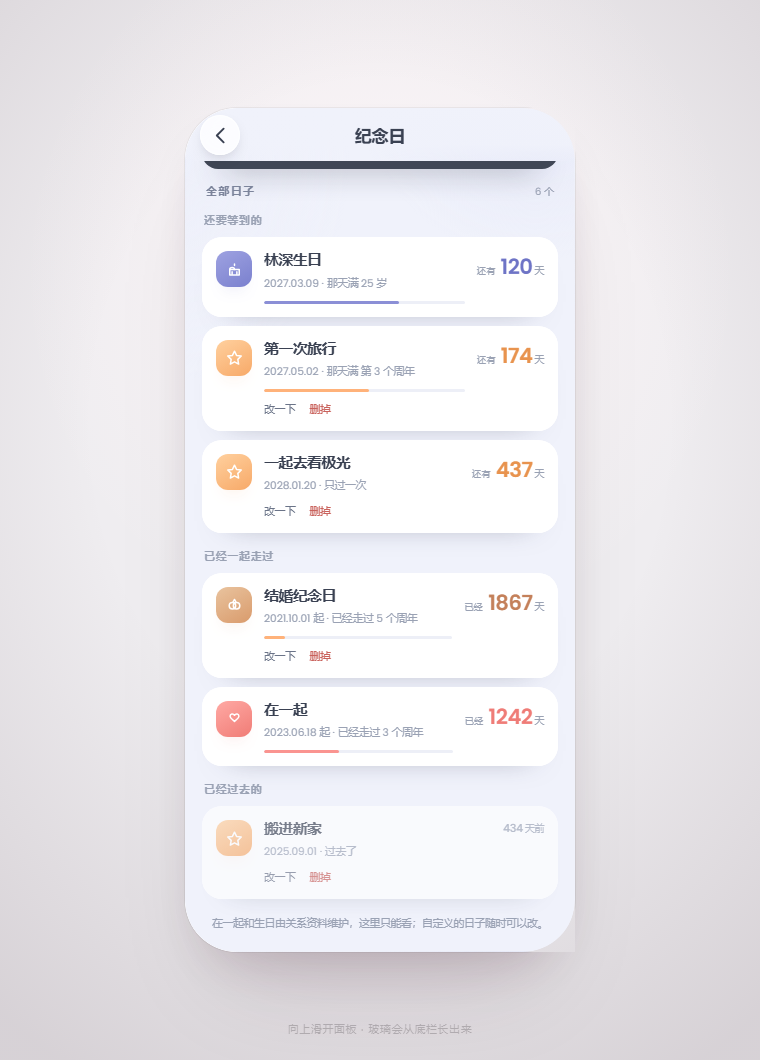 纪念日
全部日子
6 个
还要等到的
林深生日
还有 120 天
2027.03.09 · 那天满 25 岁
第一次旅行
还有 174 天
2027.05.02 · 那天满 第 3 个周年
改一下 删掉
一起去看极光
还有 437 天
2028.01.20 · 只过一次
改一下 删掉
已经一起走过
结婚纪念日
已经 1867 天
2021.10.01 起 · 已经走过 5 个周年
改一下 删掉
在一起
已经 1242 天
2023.06.18 起 · 已经走过 3 个周年
已经过去的
搬进新家
434 天前
2025.09.01 · 过去了
改一下 删掉
在一起和生日由关系资料维护，这里只能看；自定义的日子随时可以改。
向上滑开面板 · 玻璃会从底栏长出来